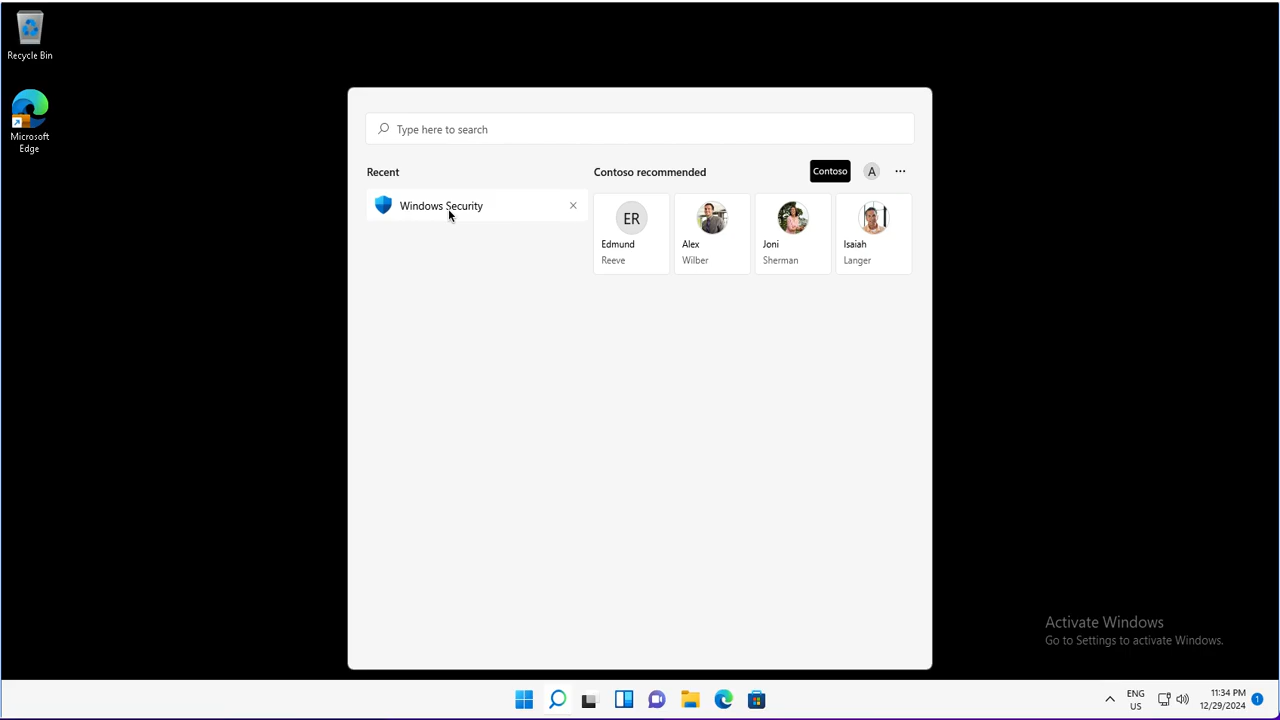 Recycle Bin
Microsoft
Edge
Type here to search
Recent
Contoso recommended
Contoso
A
Windows Security
ER
Edmund
Reeve
Alex
Wilber
Joni
Sherman
Isaiah
Langer
Activate Windows
Go to Settings to activate Windows.
ENG
US
11:34 PM
12/29/2024
1